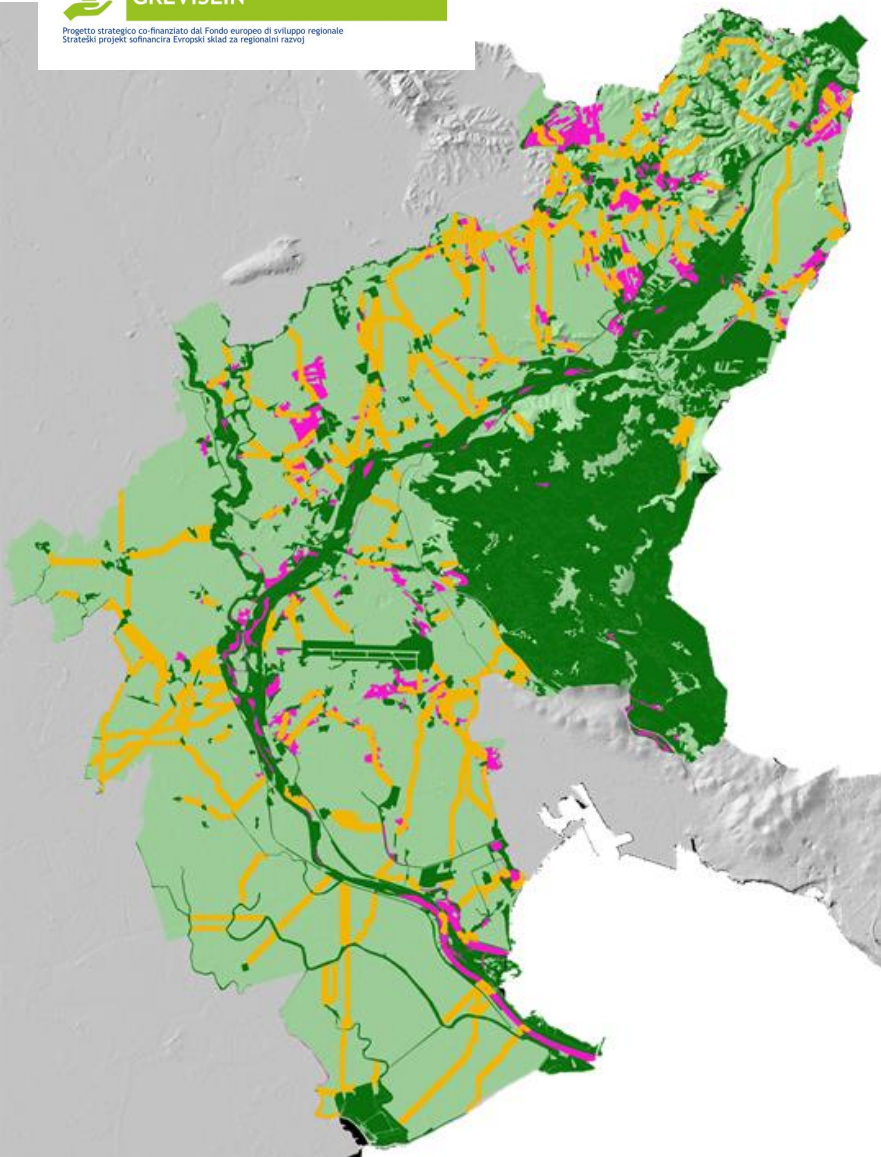 GREVISLIN
Progetto strategico co-finanziato dal Fondo europeo di sviluppo regionale
Strateški projekt sofinancira Evropski sklad za regionalni razvoj